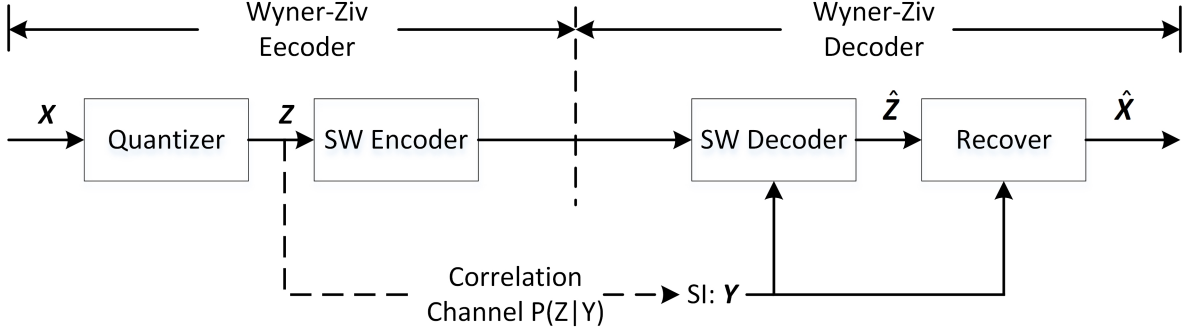 Wyner-Ziv
Eecoder
Wyner-Ziv
Decoder
X
Quantizer
Z
SW Encoder
SW Decoder
Ẑ
Recover
X̂
Correlation
Channel P(Z|Y)
SI: Y